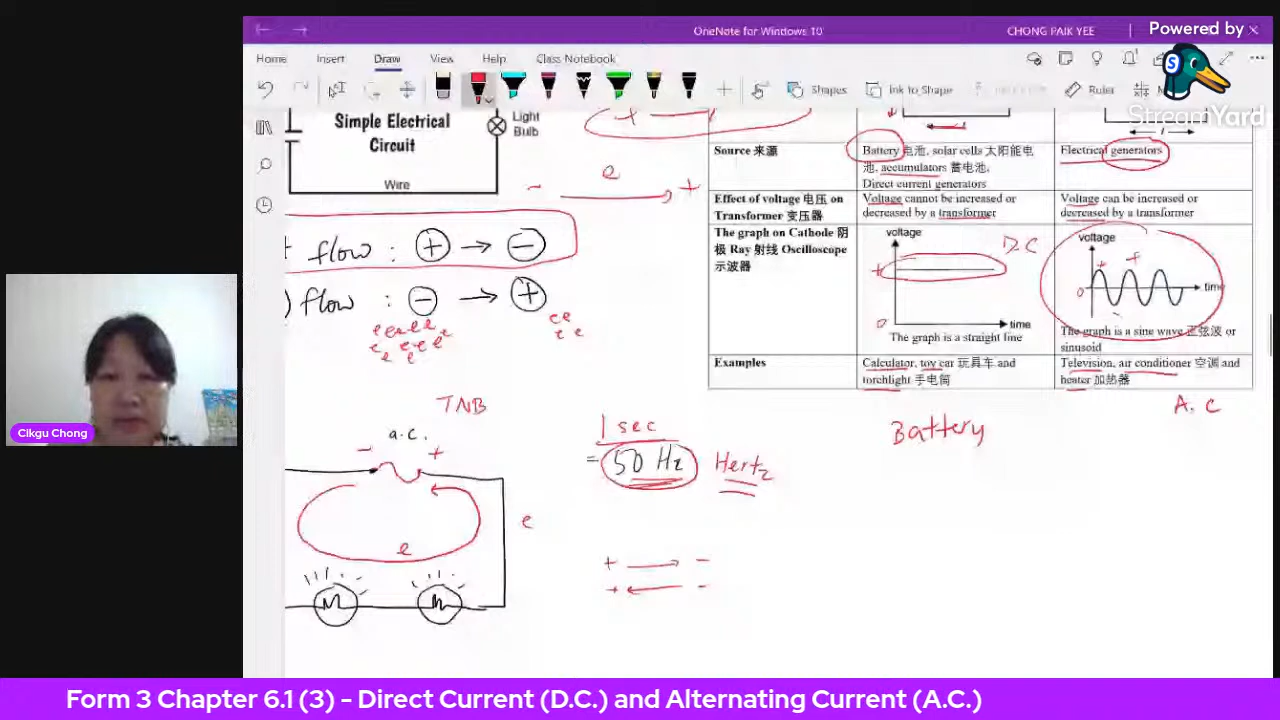 OneNote for Windows 10
CHONG PAIK YEE
Powered by
StreamYard
Home
Insert
Draw
View
Help
Class Notebook
Shapes
Ink to Shape
Ruler
Simple Electrical
Circuit
Light
Bulb
Wire
+
e
- +
flow : + → -
flow : - → +
eeeee
ee
TNB
a.c.
- +
e
e
1 sec
= 50 Hz Hertz
+ → -
+ ← -
Source 来源
Battery 电池, solar cells 太阳能电
池, accumulators 蓄电池,
Direct current generators
Electrical generators
Effect of voltage 电压 on
Transformer 变压器
Voltage cannot be increased or
decreased by a transformer
Voltage can be increased or
decreased by a transformer
The graph on Cathode 阴
极 Ray 射线 Oscilloscope
示波器
voltage
D.C
+
0
time
The graph is a straight line
voltage
+ +
0
time
The graph is a sine wave 正弦波 or
sinusoid
Examples
Calculator, toy car 玩具车 and
torchlight 手电筒
Television, air conditioner 空调 and
heater 加热器
Battery
A.C
Cikgu Chong
Form 3 Chapter 6.1 (3) - Direct Current (D.C.) and Alternating Current (A.C.)